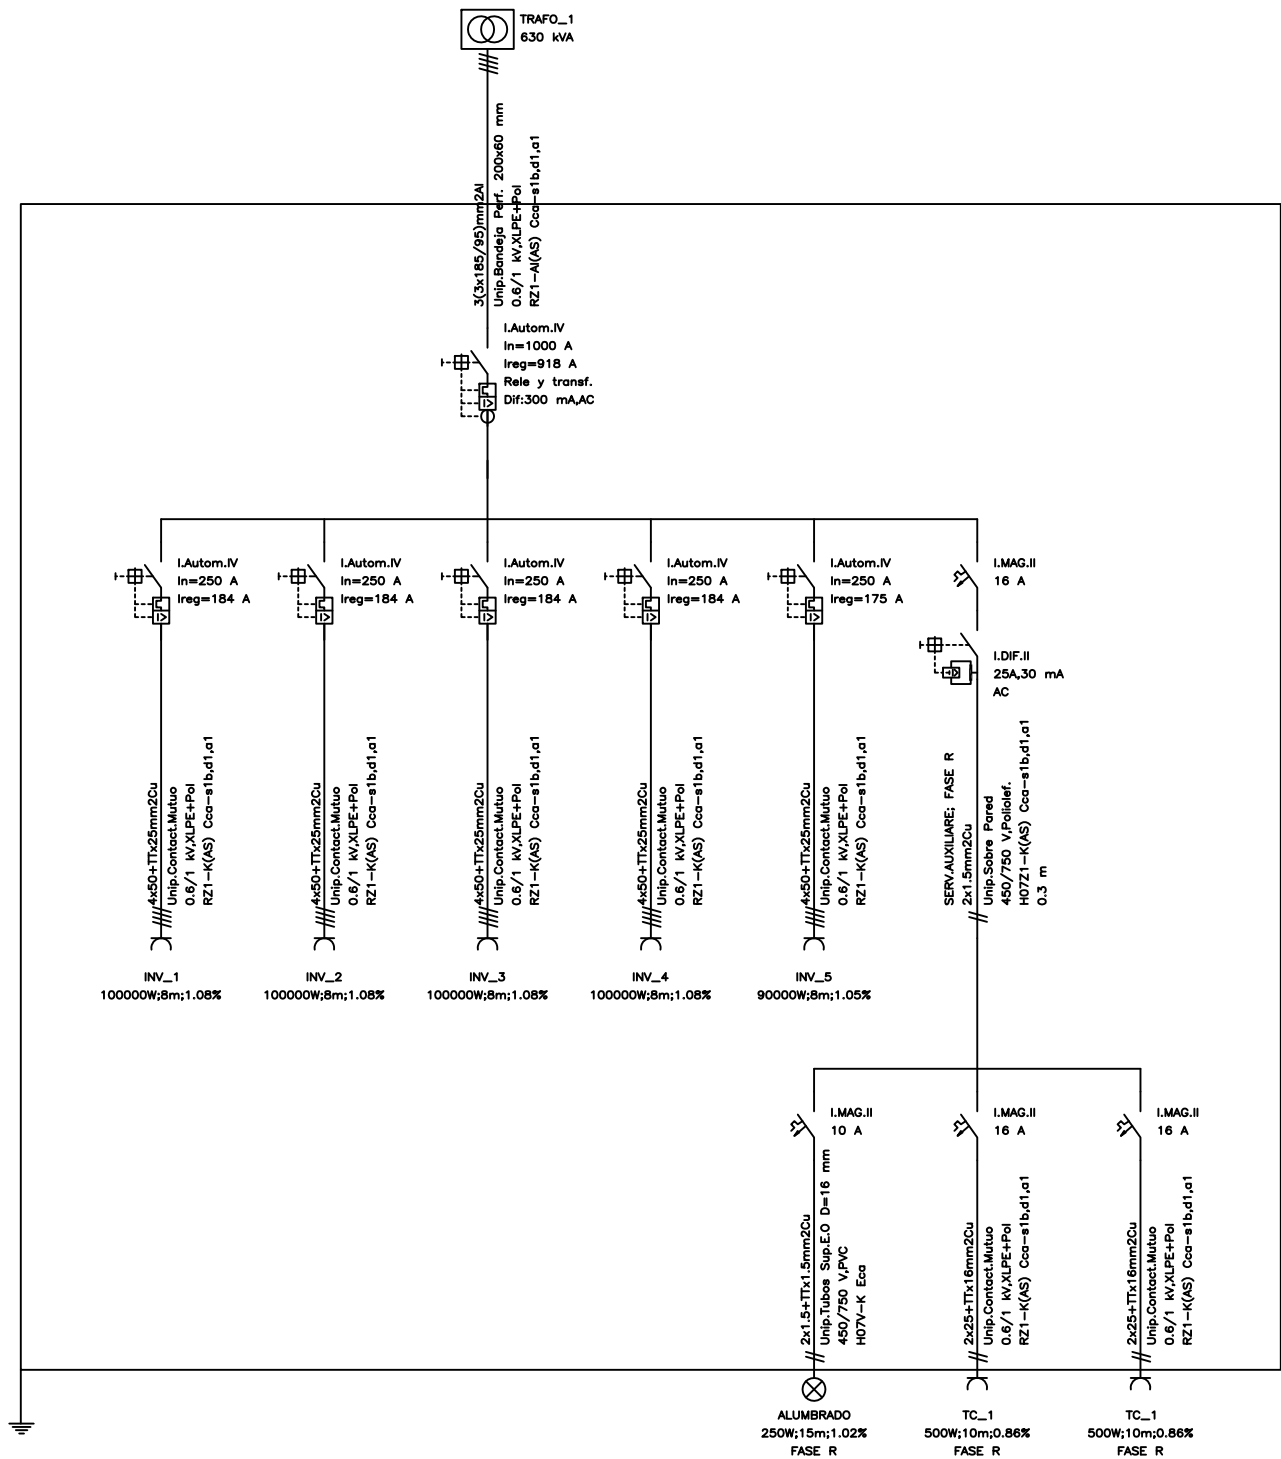 TRAFO_1
630 kVA
3(3x185/95)mm2Al
Unip.Bandeja Perf. 200x60 mm
0.6/1 kV,XLPE+Pol
RZ1-Al(AS) Cca-s1b,d1,a1
I.Autom.IV
In=1000 A
Ireg=918 A
Rele y transf.
Dif:300 mA,AC
I.Autom.IV
In=250 A
Ireg=184 A
I.Autom.IV
In=250 A
Ireg=184 A
I.Autom.IV
In=250 A
Ireg=184 A
I.Autom.IV
In=250 A
Ireg=184 A
I.Autom.IV
In=250 A
Ireg=175 A
I.MAG.II
16 A
I.DIF.II
25A,30 mA
AC
4x50+TTx25mm2Cu
Unip.Contact.Mutuo
0.6/1 kV,XLPE+Pol
RZ1-K(AS) Cca-s1b,d1,a1
4x50+TTx25mm2Cu
Unip.Contact.Mutuo
0.6/1 kV,XLPE+Pol
RZ1-K(AS) Cca-s1b,d1,a1
4x50+TTx25mm2Cu
Unip.Contact.Mutuo
0.6/1 kV,XLPE+Pol
RZ1-K(AS) Cca-s1b,d1,a1
4x50+TTx25mm2Cu
Unip.Contact.Mutuo
0.6/1 kV,XLPE+Pol
RZ1-K(AS) Cca-s1b,d1,a1
4x50+TTx25mm2Cu
Unip.Contact.Mutuo
0.6/1 kV,XLPE+Pol
RZ1-K(AS) Cca-s1b,d1,a1
SERV.AUXILIARE; FASE R
2x1.5mm2Cu
Unip.Sobre Pared
450/750 V,Poliolef.
H07Z1-K(AS) Cca-s1b,d1,a1
0.3 m
INV_1
100000W;8m;1.08%
INV_2
100000W;8m;1.08%
INV_3
100000W;8m;1.08%
INV_4
100000W;8m;1.08%
INV_5
90000W;8m;1.05%
I.MAG.II
10 A
I.MAG.II
16 A
I.MAG.II
16 A
2x1.5+TTx1.5mm2Cu
Unip.Tubos Sup.E.O D=16 mm
450/750 V,PVC
H07V-K Eca
2x25+TTx16mm2Cu
Unip.Contact.Mutuo
0.6/1 kV,XLPE+Pol
RZ1-K(AS) Cca-s1b,d1,a1
2x25+TTx16mm2Cu
Unip.Contact.Mutuo
0.6/1 kV,XLPE+Pol
RZ1-K(AS) Cca-s1b,d1,a1
ALUMBRADO
250W;15m;1.02%
FASE R
TC_1
500W;10m;0.86%
FASE R
TC_1
500W;10m;0.86%
FASE R